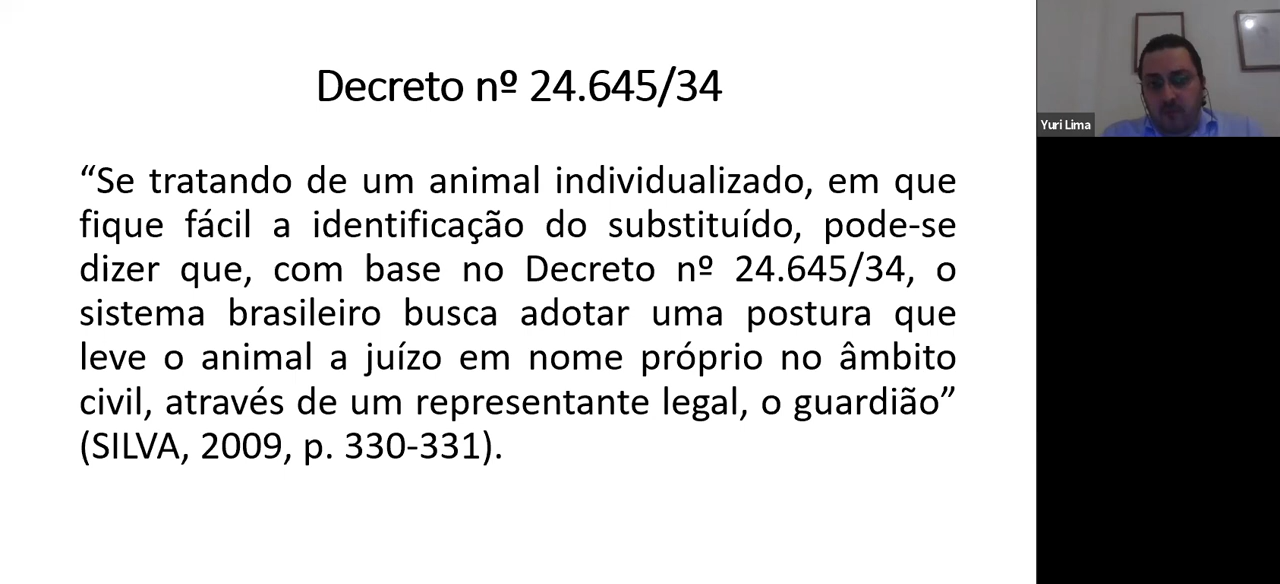 Decreto nº 24.645/34
“Se tratando de um animal individualizado, em que
fique fácil a identificação do substituído, pode-se
dizer que, com base no Decreto nº 24.645/34, o
sistema brasileiro busca adotar uma postura que
leve o animal a juízo em nome próprio no âmbito
civil, através de um representante legal, o guardião”
(SILVA, 2009, p. 330-331).
Yuri Lima